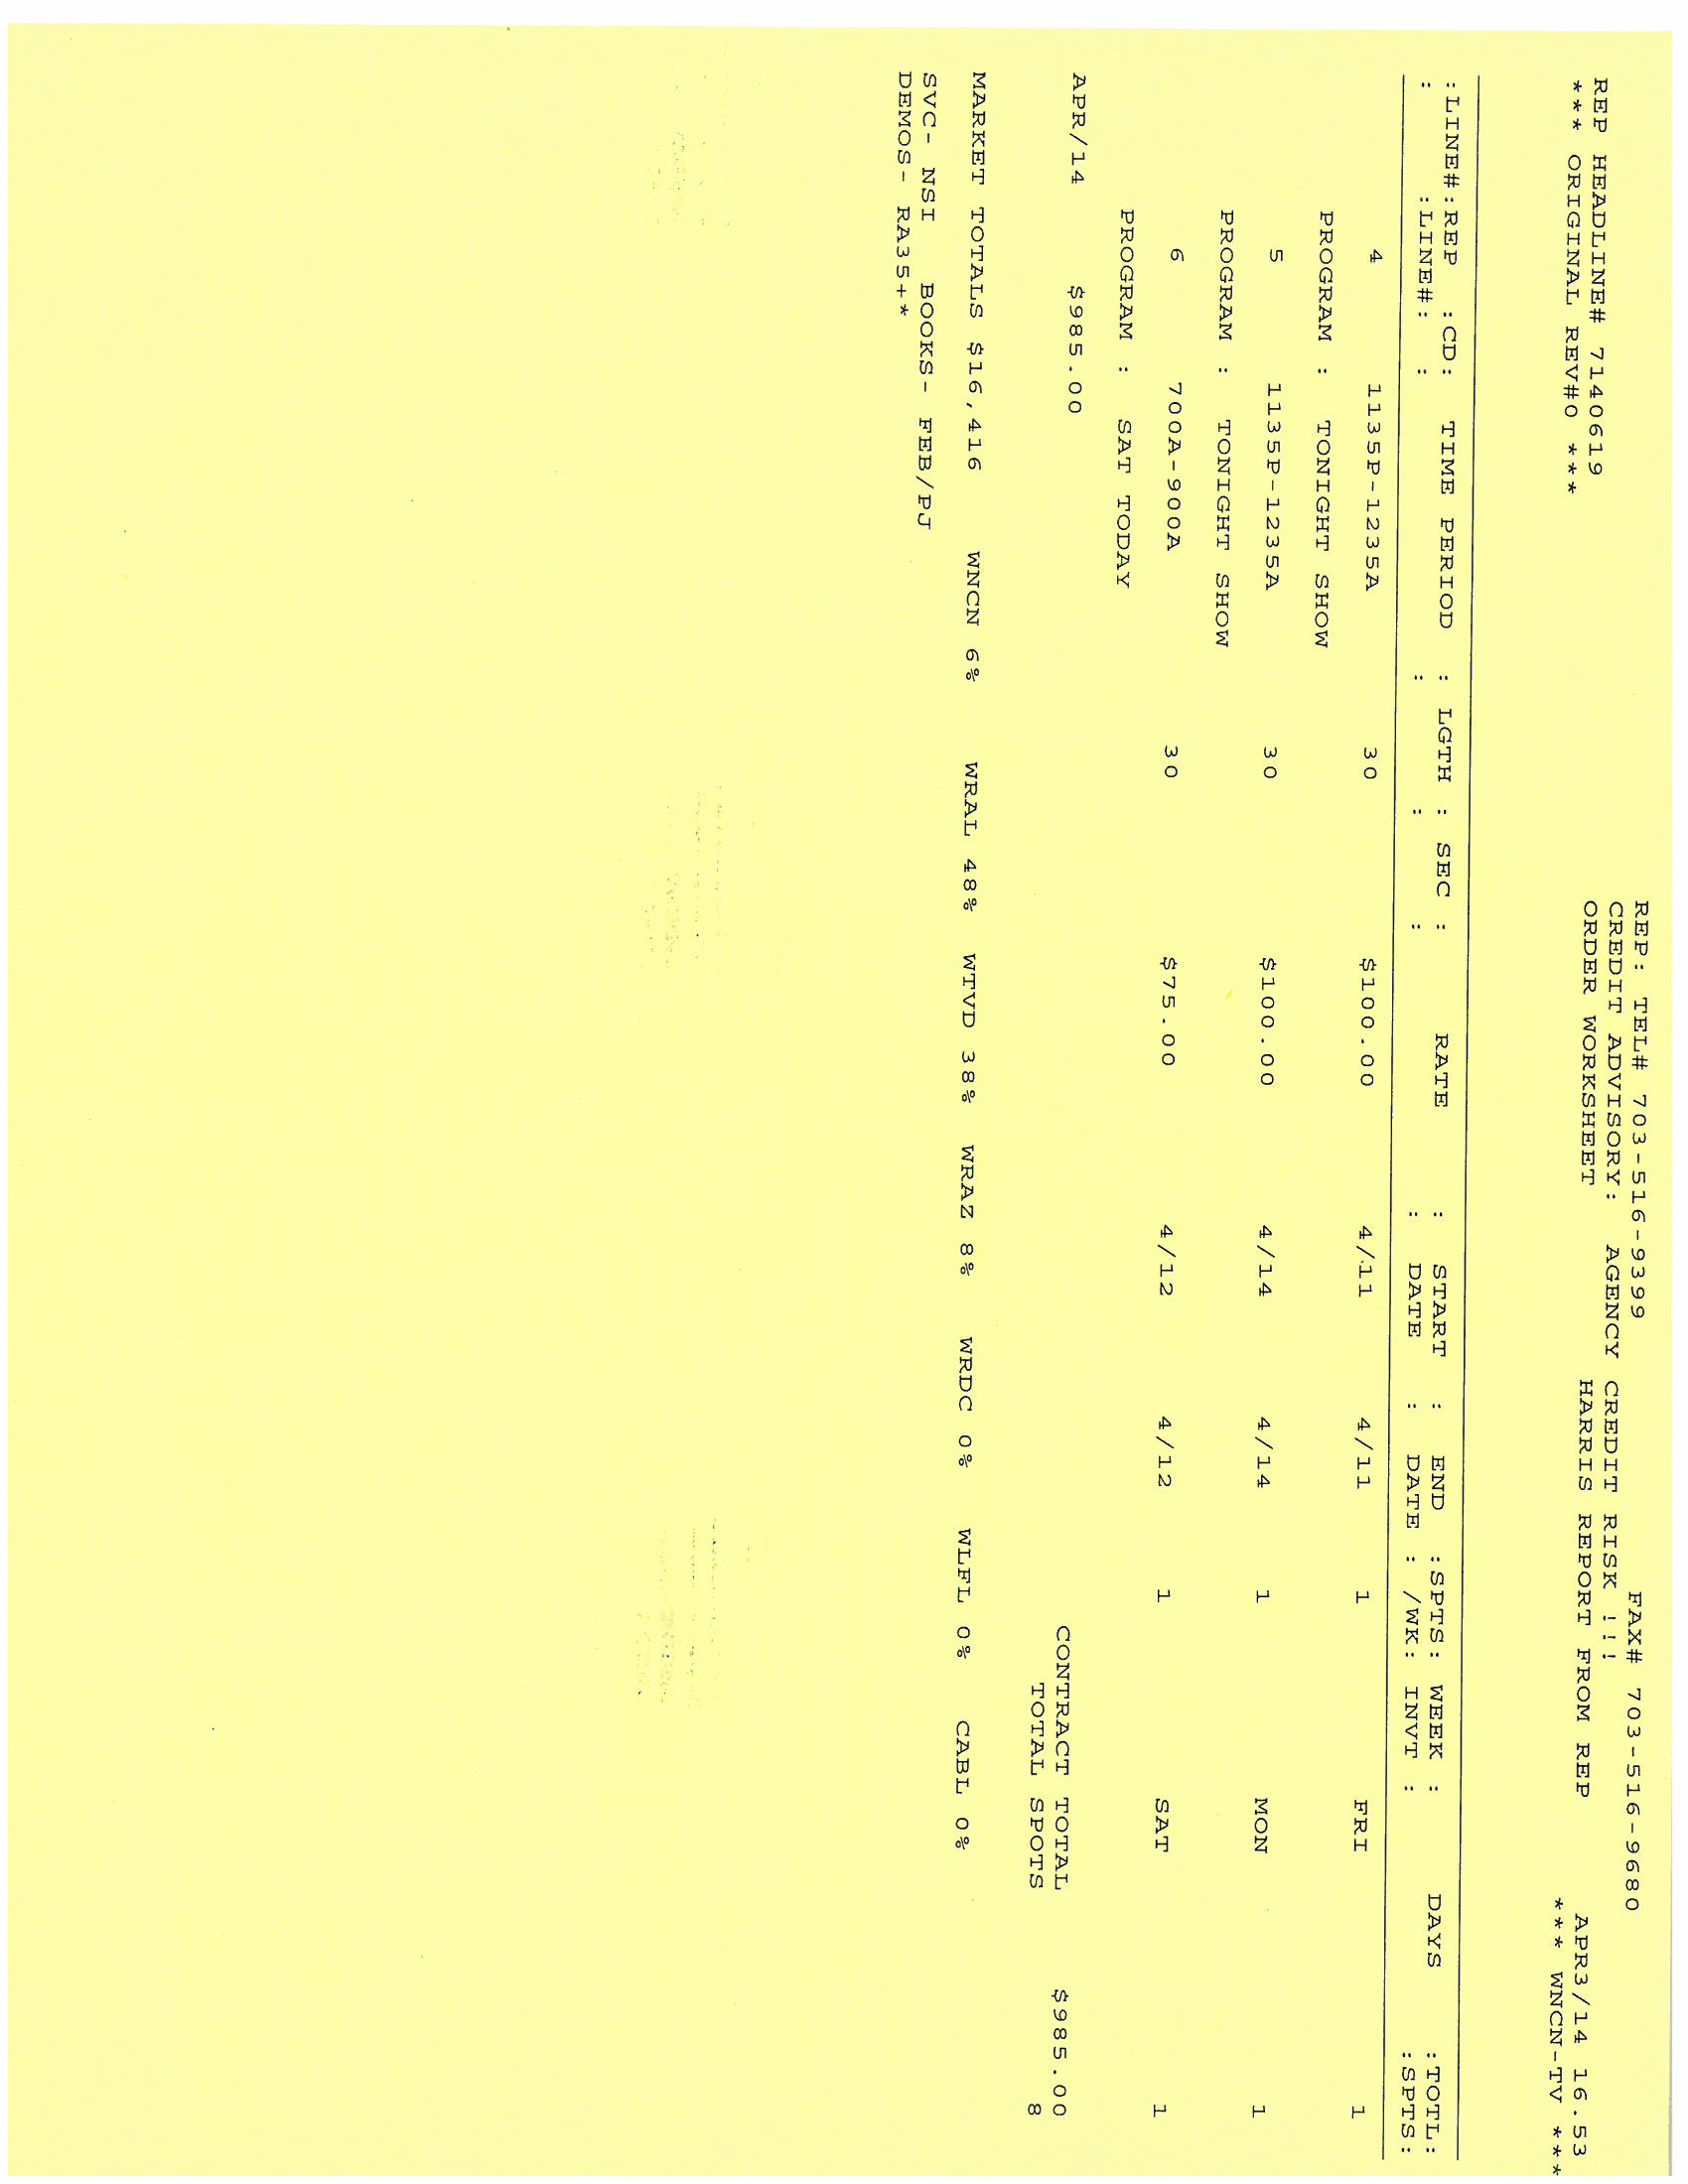 REP: TEL# 703-516-9399 FAX# 703-516-9680
CREDIT ADVISORY: AGENCY CREDIT RISK !!!
REP HEADLINE# 7140619 ORDER WORKSHEET HARRIS REPORT FROM REP APR3/14 16.53
*** ORIGINAL REV#0 *** *** WNCN-TV ***
:LINE#:REP :CD: TIME PERIOD : LGTH : SEC : RATE : START : END :SPTS: WEEK : DAYS :TOTL:
: :LINE#: : : : : : DATE : DATE : /WK: INVT : :SPTS:
4 1135P-1235A 30 $100.00 4/11 4/11 1 FRI 1
PROGRAM : TONIGHT SHOW
5 1135P-1235A 30 $100.00 4/14 4/14 1 MON 1
PROGRAM : TONIGHT SHOW
6 700A-900A 30 $75.00 4/12 4/12 1 SAT 1
PROGRAM : SAT TODAY
APR/14 $985.00 CONTRACT TOTAL $985.00
TOTAL SPOTS 8
MARKET TOTALS $16,416 WNCN 6% WRAL 48% WTVD 38% WRAZ 8% WRDC 0% WLFL 0% CABL 0%
SVC- NSI BOOKS- FEB/PJ
DEMOS- RA35+*